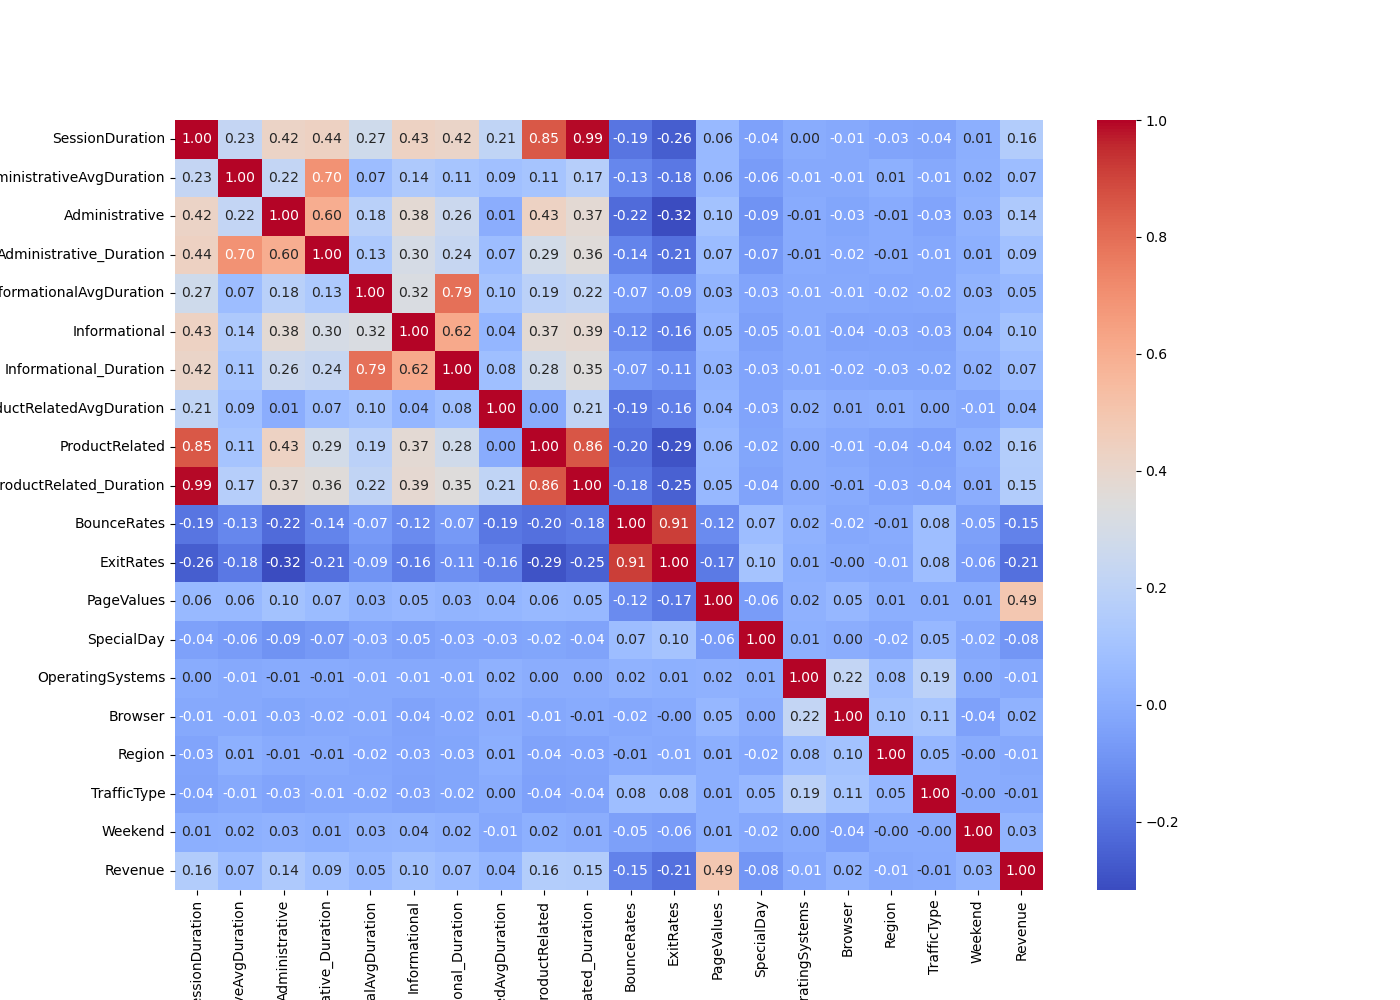 SessionDuration 1.00 0.23 0.42 0.44 0.27 0.43 0.42 0.21 0.85 0.99 -0.19 -0.26 0.06 -0.04 0.00 -0.01 -0.03 -0.04 0.01 0.16 1.0
ministrativeAvgDuration 0.23 1.00 0.22 0.70 0.07 0.14 0.11 0.09 0.11 0.17 -0.13 -0.18 0.06 -0.06 -0.01 -0.01 0.01 -0.01 0.02 0.07
Administrative 0.42 0.22 1.00 0.60 0.18 0.38 0.26 0.01 0.43 0.37 -0.22 -0.32 0.10 -0.09 -0.01 -0.03 -0.01 -0.03 0.03 0.14
0.8
Administrative_Duration 0.44 0.70 0.60 1.00 0.13 0.30 0.24 0.07 0.29 0.36 -0.14 -0.21 0.07 -0.07 -0.01 -0.02 -0.01 -0.01 0.01 0.09
formationalAvgDuration 0.27 0.07 0.18 0.13 1.00 0.32 0.79 0.10 0.19 0.22 -0.07 -0.09 0.03 -0.03 -0.01 -0.01 -0.02 -0.02 0.03 0.05
Informational 0.43 0.14 0.38 0.30 0.32 1.00 0.62 0.04 0.37 0.39 -0.12 -0.16 0.05 -0.05 -0.01 -0.04 -0.03 -0.03 0.04 0.10
0.6
Informational_Duration 0.42 0.11 0.26 0.24 0.79 0.62 1.00 0.08 0.28 0.35 -0.07 -0.11 0.03 -0.03 -0.01 -0.02 -0.03 -0.02 0.02 0.07
ductRelatedAvgDuration 0.21 0.09 0.01 0.07 0.10 0.04 0.08 1.00 0.00 0.21 -0.19 -0.16 0.04 -0.03 0.02 0.01 0.01 0.00 -0.01 0.04
ProductRelated 0.85 0.11 0.43 0.29 0.19 0.37 0.28 0.00 1.00 0.86 -0.20 -0.29 0.06 -0.02 0.00 -0.01 -0.04 -0.04 0.02 0.16
0.4
roductRelated_Duration 0.99 0.17 0.37 0.36 0.22 0.39 0.35 0.21 0.86 1.00 -0.18 -0.25 0.05 -0.04 0.00 -0.01 -0.03 -0.04 0.01 0.15
BounceRates -0.19 -0.13 -0.22 -0.14 -0.07 -0.12 -0.07 -0.19 -0.20 -0.18 1.00 0.91 -0.12 0.07 0.02 -0.02 -0.01 0.08 -0.05 -0.15
ExitRates -0.26 -0.18 -0.32 -0.21 -0.09 -0.16 -0.11 -0.16 -0.29 -0.25 0.91 1.00 -0.17 0.10 0.01 -0.00 -0.01 0.08 -0.06 -0.21
0.2
PageValues 0.06 0.06 0.10 0.07 0.03 0.05 0.03 0.04 0.06 0.05 -0.12 -0.17 1.00 -0.06 0.02 0.05 0.01 0.01 0.01 0.49
SpecialDay -0.04 -0.06 -0.09 -0.07 -0.03 -0.05 -0.03 -0.03 -0.02 -0.04 0.07 0.10 -0.06 1.00 0.01 0.00 -0.02 0.05 -0.02 -0.08
OperatingSystems 0.00 -0.01 -0.01 -0.01 -0.01 -0.01 -0.01 0.02 0.00 0.00 0.02 0.01 0.02 0.01 1.00 0.22 0.08 0.19 0.00 -0.01
0.0
Browser -0.01 -0.01 -0.03 -0.02 -0.01 -0.04 -0.02 0.01 -0.01 -0.01 -0.02 -0.00 0.05 0.00 0.22 1.00 0.10 0.11 -0.04 0.02
Region -0.03 0.01 -0.01 -0.01 -0.02 -0.03 -0.03 0.01 -0.04 -0.03 -0.01 -0.01 0.01 -0.02 0.08 0.10 1.00 0.05 -0.00 -0.01
TrafficType -0.04 -0.01 -0.03 -0.01 -0.02 -0.03 -0.02 0.00 -0.04 -0.04 0.08 0.08 0.01 0.05 0.19 0.11 0.05 1.00 -0.00 -0.01
−0.2
Weekend 0.01 0.02 0.03 0.01 0.03 0.04 0.02 -0.01 0.02 0.01 -0.05 -0.06 0.01 -0.02 0.00 -0.04 -0.00 -0.00 1.00 0.03
Revenue 0.16 0.07 0.14 0.09 0.05 0.10 0.07 0.04 0.16 0.15 -0.15 -0.21 0.49 -0.08 -0.01 0.02 -0.01 -0.01 0.03 1.00
essionDuration
veAvgDuration
Administrative
ative_Duration
alAvgDuration
Informational
onal_Duration
edAvgDuration
roductRelated
ated_Duration
BounceRates
ExitRates
PageValues
SpecialDay
ratingSystems
Browser
Region
TrafficType
Weekend
Revenue